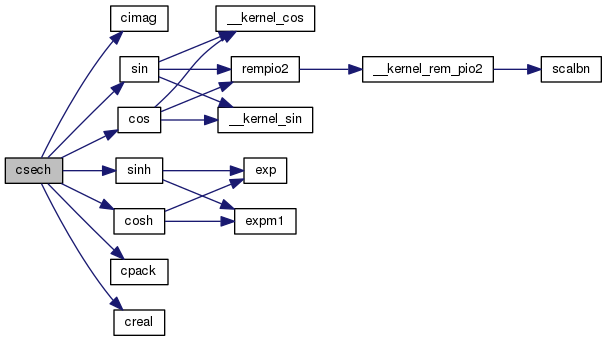 cimag
__kernel_cos
sin
rempio2
__kernel_rem_pio2
scalbn
cos
__kernel_sin
csech
sinh
exp
cosh
expm1
cpack
creal